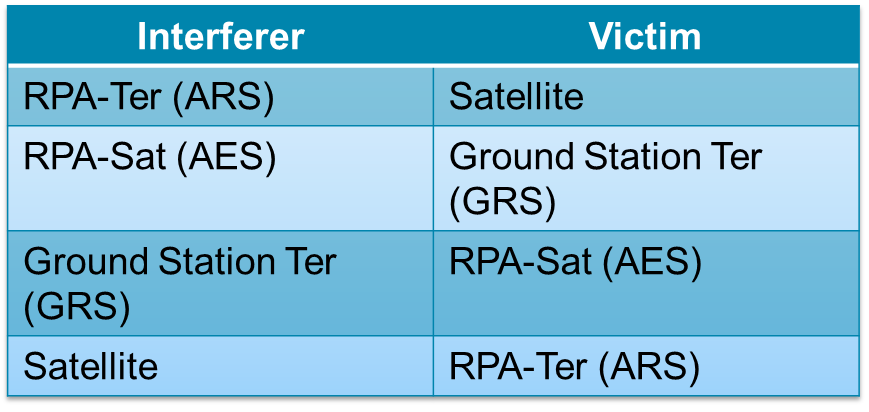 Interferer Victim
RPA-Ter (ARS) Satellite
RPA-Sat (AES) Ground Station Ter
(GRS)
Ground Station Ter RPA-Sat (AES)
(GRS)
Satellite RPA-Ter (ARS)